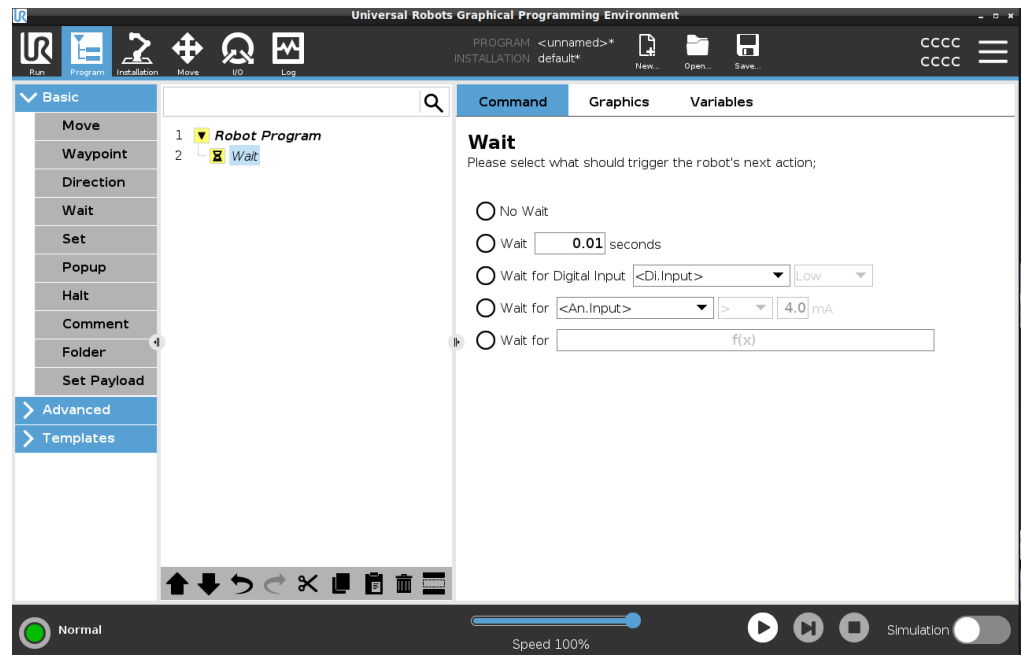 UR
Universal Robots Graphical Programming Environment
UR
Run
Program
Installation
Move
I/O
Log
PROGRAM <unnamed>*
INSTALLATION default*
New...
Open...
Save...
CCCC
CCCC
Basic
Move
Waypoint
Direction
Wait
Set
Popup
Halt
Comment
Folder
Set Payload
Advanced
Templates
1 Robot Program
2 Wait
Command Graphics Variables
Wait
Please select what should trigger the robot's next action;
No Wait
Wait 0.01 seconds
Wait for Digital Input <Di.Input> Low
Wait for <An.Input> > 4.0 mA
Wait for f(x)
Normal
Speed 100%
Simulation